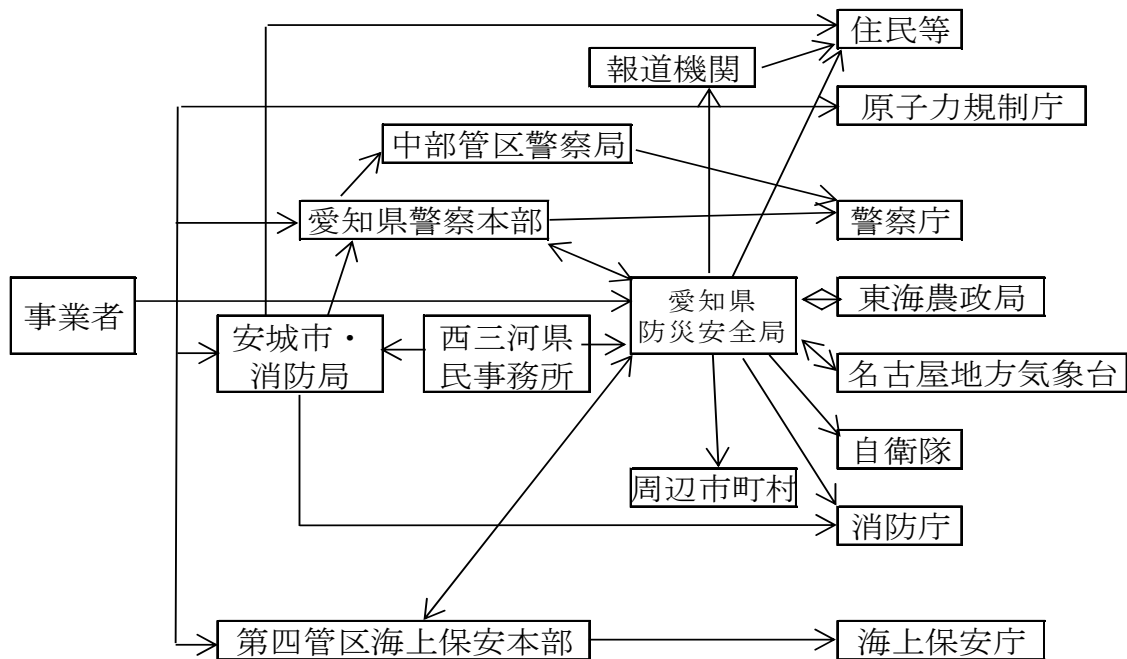 住民等
報道機関
原子力規制庁
中部管区警察局
愛知県警察本部
警察庁
事業者
安城市・
消防局
西三河県
民事務所
愛知県
防災安全局
東海農政局
名古屋地方気象台
自衛隊
周辺市町村
消防庁
第四管区海上保安本部
海上保安庁